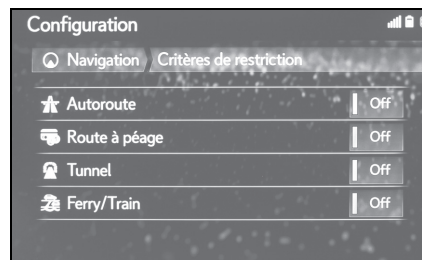 Configuration
Navigation Critères de restriction
Autoroute Off
Route à péage Off
Tunnel Off
Ferry/Train Off